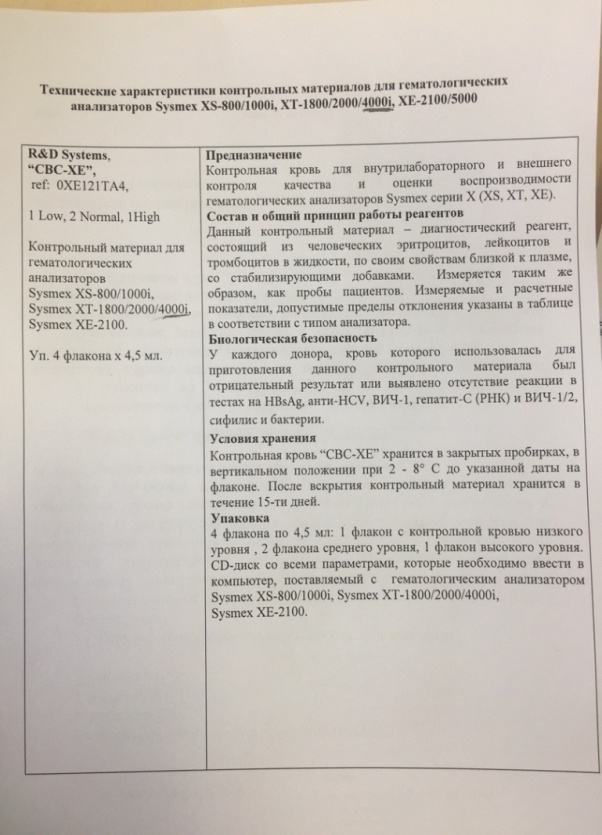 Технические характеристики контрольных материалов для гематологических
анализаторов Sysmex XS-800/1000i, XT-1800/2000/4000i, XE-2100/5000
R&D Systems,
“CBC-XE”,
ref: 0XE121TA4,
1 Low, 2 Normal, 1High
Контрольный материал для
гематологических
анализаторов
Sysmex XS-800/1000i,
Sysmex XT-1800/2000/4000i,
Sysmex XE-2100.
Уп. 4 флакона х 4,5 мл.
Предназначение
Контрольная кровь для внутрилабораторного и внешнего
контроля качества и оценки воспроизводимости
гематологических анализаторов Sysmex серии X (XS, XT, XE).
Состав и общий принцип работы реагентов
Данный контрольный материал – диагностический реагент,
состоящий из человеческих эритроцитов, лейкоцитов и
тромбоцитов в жидкости, по своим свойствам близкой к плазме,
со стабилизирующими добавками. Измеряется таким же
образом, как пробы пациентов. Измеряемые и расчетные
показатели, допустимые пределы отклонения указаны в таблице
в соответствии с типом анализатора.
Биологическая безопасность
У каждого донора, кровь которого использовалась для
приготовления данного контрольного материала был
отрицательный результат или выявлено отсутствие реакции в
тестах на HBsAg, анти-HCV, ВИЧ-1, гепатит-С (РНК) и ВИЧ-1/2,
сифилис и бактерии.
Условия хранения
Контрольная кровь “CBC-XE” хранится в закрытых пробирках, в
вертикальном положении при 2 - 8° С до указанной даты на
флаконе. После вскрытия контрольный материал хранится в
течение 15-ти дней.
Упаковка
4 флакона по 4,5 мл: 1 флакон с контрольной кровью низкого
уровня , 2 флакона среднего уровня, 1 флакон высокого уровня.
CD-диск со всеми параметрами, которые необходимо ввести в
компьютер, поставляемый с гематологическим анализатором
Sysmex XS-800/1000i, Sysmex XT-1800/2000/4000i,
Sysmex XE-2100.